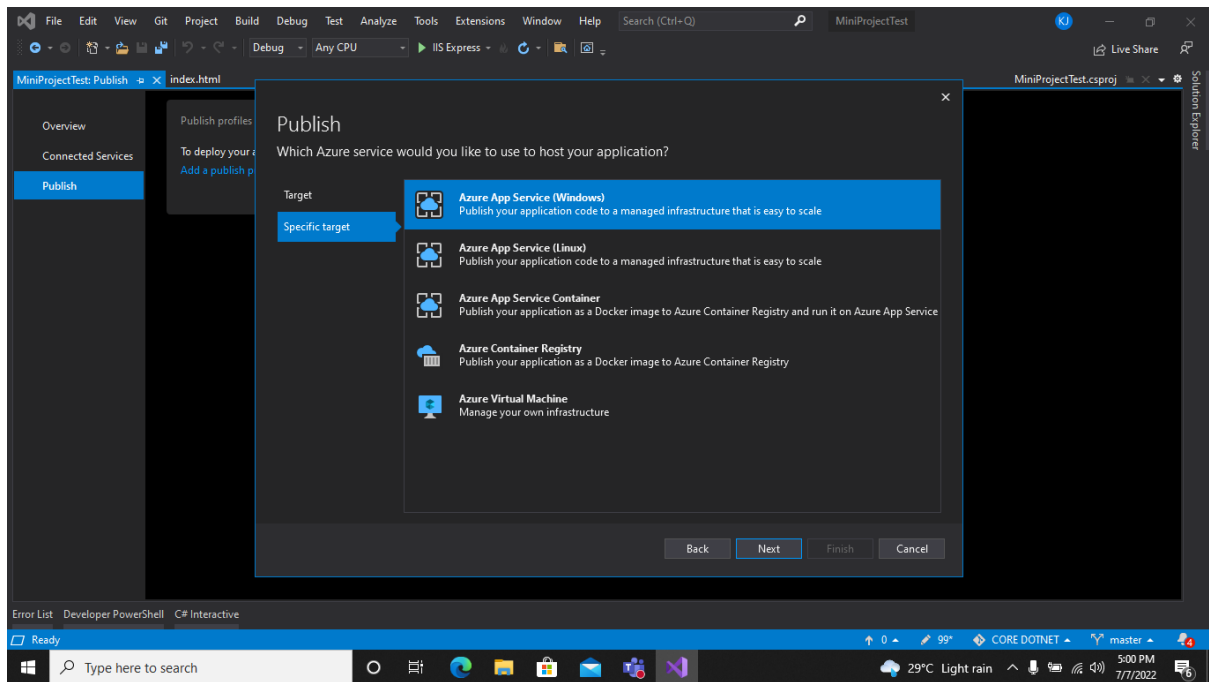 File Edit View Git Project Build Debug Test Analyze Tools Extensions Window Help Search (Ctrl+Q) MiniProjectTest KJ
Debug Any CPU IIS Express Live Share
MiniProjectTest: Publish index.html MiniProjectTest.csproj
Solution Explorer
Overview
Connected Services
Publish
Publish profiles
To deploy your a
Add a publish p
Publish
Which Azure service would you like to use to host your application?
Target
Specific target
Azure App Service (Windows)
Publish your application code to a managed infrastructure that is easy to scale
Azure App Service (Linux)
Publish your application code to a managed infrastructure that is easy to scale
Azure App Service Container
Publish your application as a Docker image to Azure Container Registry and run it on Azure App Service
Azure Container Registry
Publish your application as a Docker image to Azure Container Registry
Azure Virtual Machine
Manage your own infrastructure
Back Next Finish Cancel
Error List Developer PowerShell C# Interactive
Ready 0 99* CORE DOTNET master 4
Type here to search 29°C Light rain 5:00 PM
7/7/2022 6